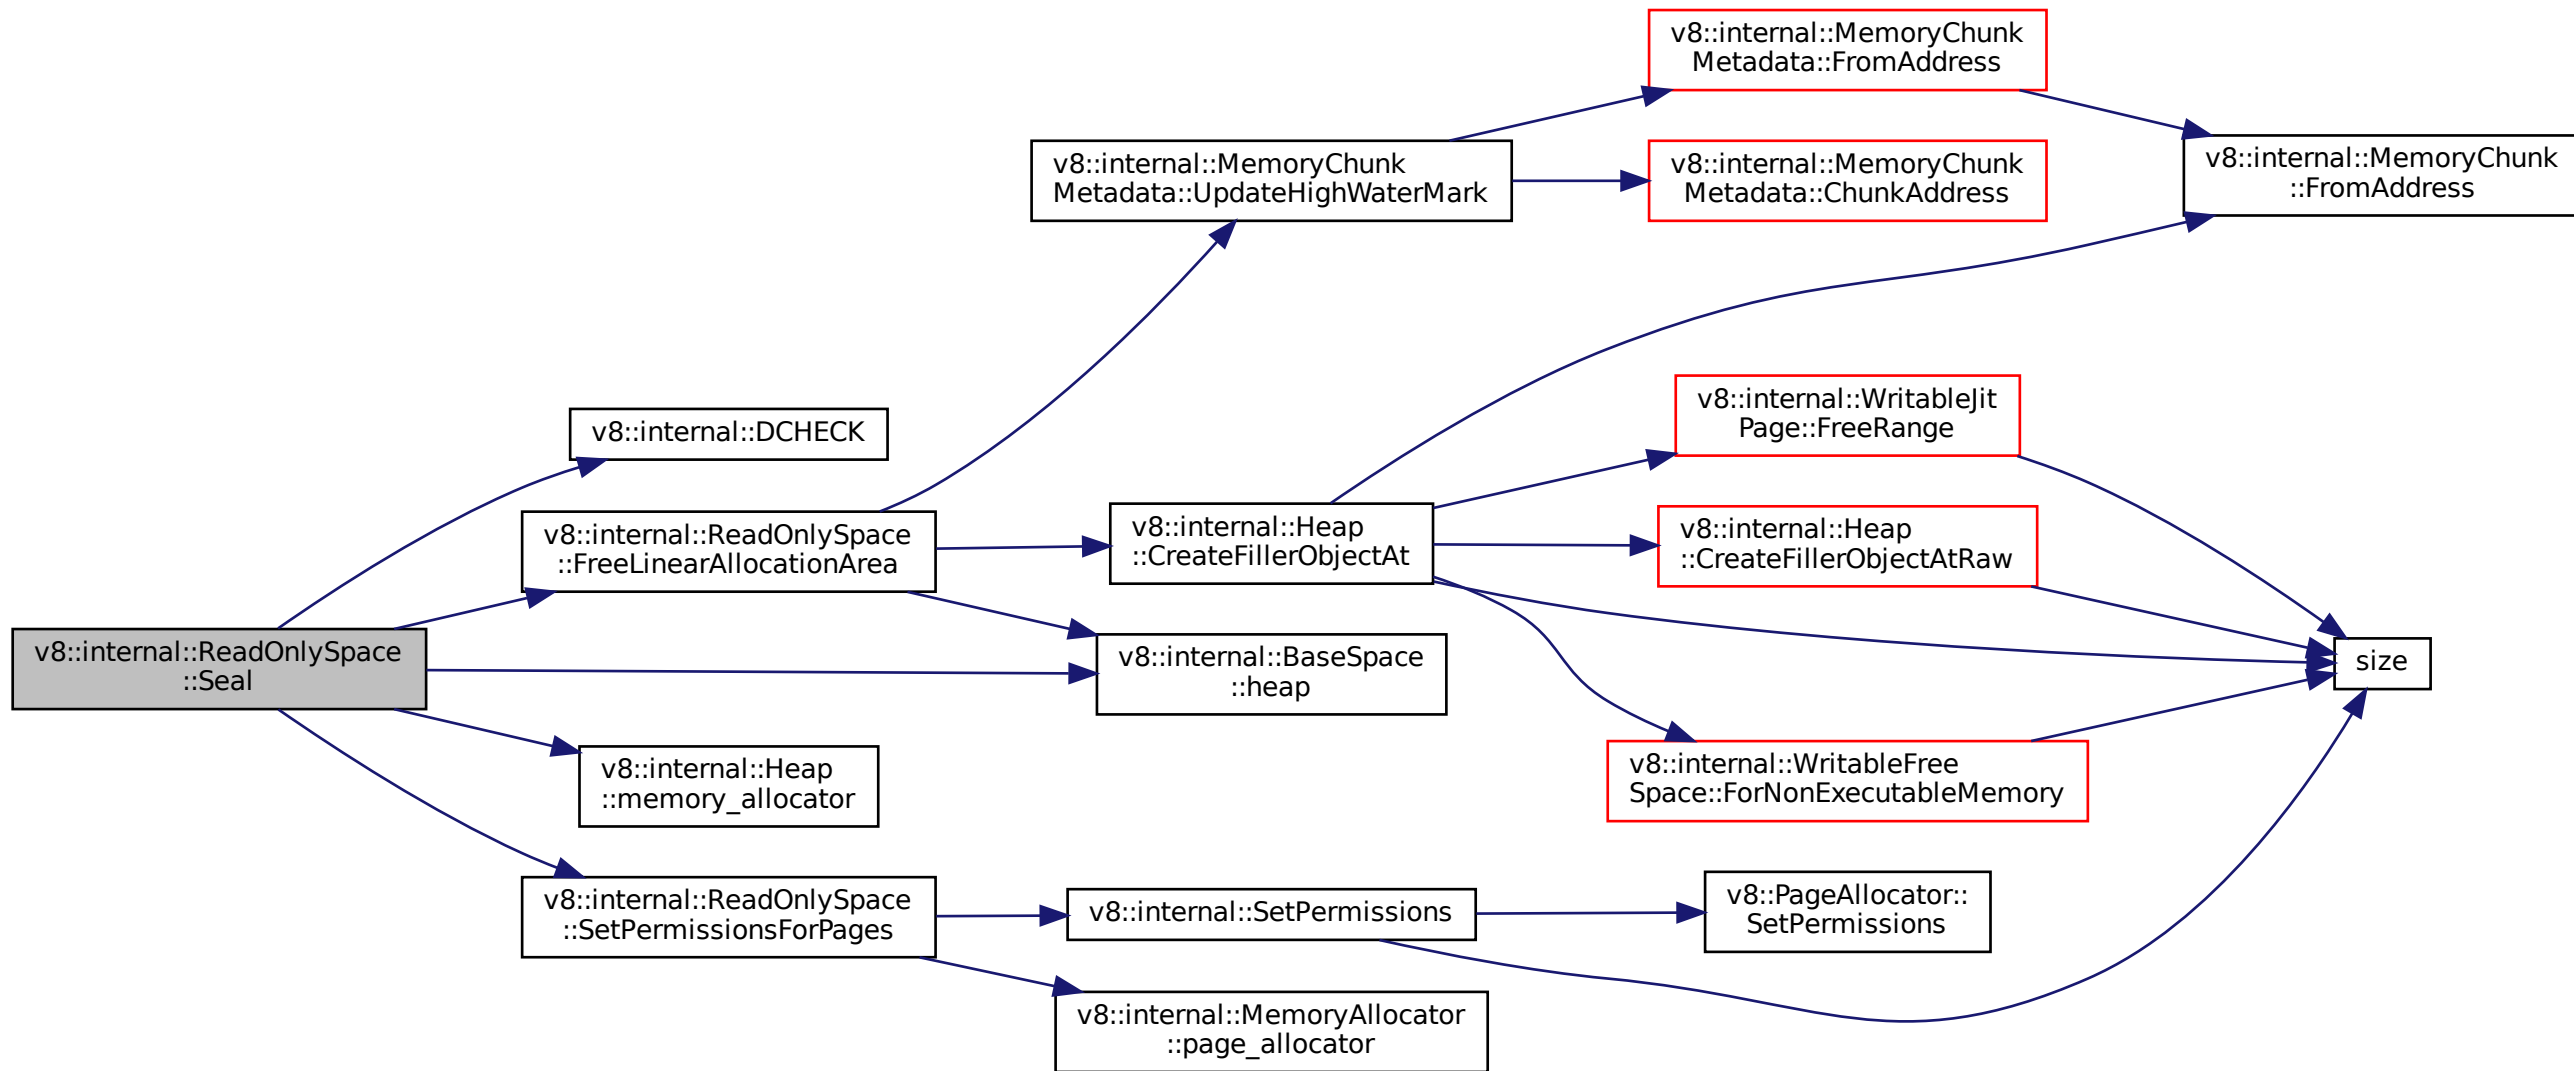 v8::internal::ReadOnlySpace
::Seal
v8::internal::DCHECK
v8::internal::ReadOnlySpace
::FreeLinearAllocationArea
v8::internal::MemoryChunk
Metadata::UpdateHighWaterMark
v8::internal::MemoryChunk
Metadata::FromAddress
v8::internal::MemoryChunk
::FromAddress
v8::internal::MemoryChunk
Metadata::ChunkAddress
v8::internal::Heap
::CreateFillerObjectAt
v8::internal::WritableJit
Page::FreeRange
v8::internal::Heap
::CreateFillerObjectAtRaw
size
v8::internal::WritableFree
Space::ForNonExecutableMemory
v8::internal::BaseSpace
::heap
v8::internal::Heap
::memory_allocator
v8::internal::ReadOnlySpace
::SetPermissionsForPages
v8::internal::SetPermissions
v8::PageAllocator::
SetPermissions
v8::internal::MemoryAllocator
::page_allocator